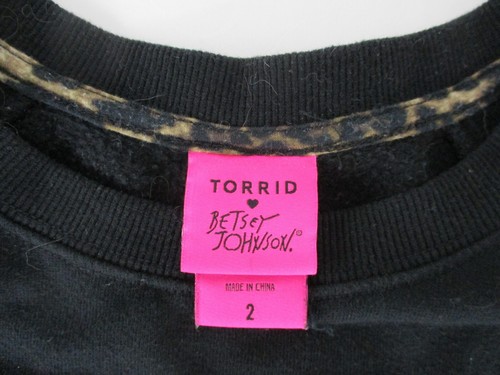 TORRID
♥
BETSEY
JOHNSON.®
MADE IN CHINA
2